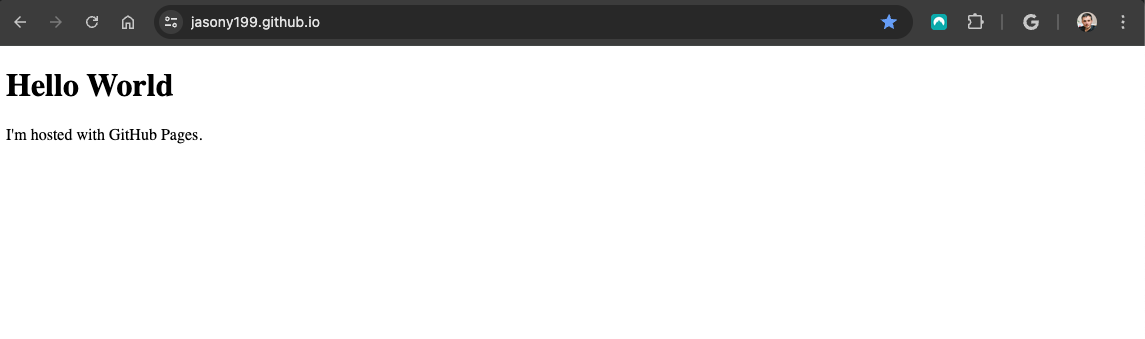 jasony199.github.io
Hello World
I'm hosted with GitHub Pages.